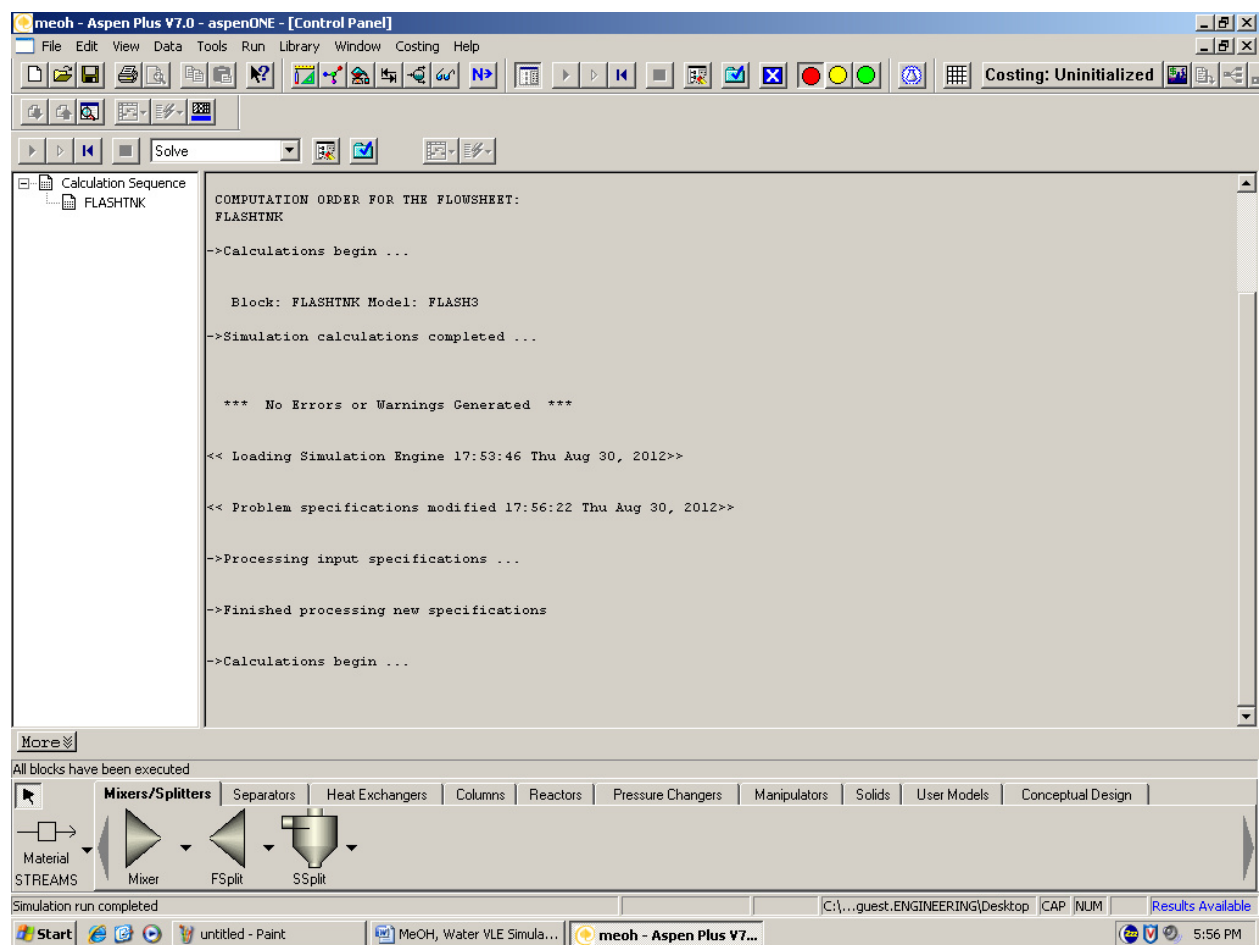 meoh - Aspen Plus V7.0 - aspenONE - [Control Panel]
File Edit View Data Tools Run Library Window Costing Help
N>
Costing: Uninitialized
Solve
Calculation Sequence
FLASHTNK
COMPUTATION ORDER FOR THE FLOWSHEET:
FLASHTNK
->Calculations begin ...
Block: FLASHTNK Model: FLASH3
->Simulation calculations completed ...
*** No Errors or Warnings Generated ***
<< Loading Simulation Engine 17:53:46 Thu Aug 30, 2012>>
<< Problem specifications modified 17:56:22 Thu Aug 30, 2012>>
->Processing input specifications ...
->Finished processing new specifications
->Calculations begin ...
More
All blocks have been executed
Mixers/Splitters Separators Heat Exchangers Columns Reactors Pressure Changers Manipulators Solids User Models Conceptual Design
Material
STREAMS Mixer FSplit SSplit
Simulation run completed C:\...guest.ENGINEERING\Desktop CAP NUM Results Available
Start untitled - Paint MeOH, Water VLE Simula... meoh - Aspen Plus V7... 5:56 PM